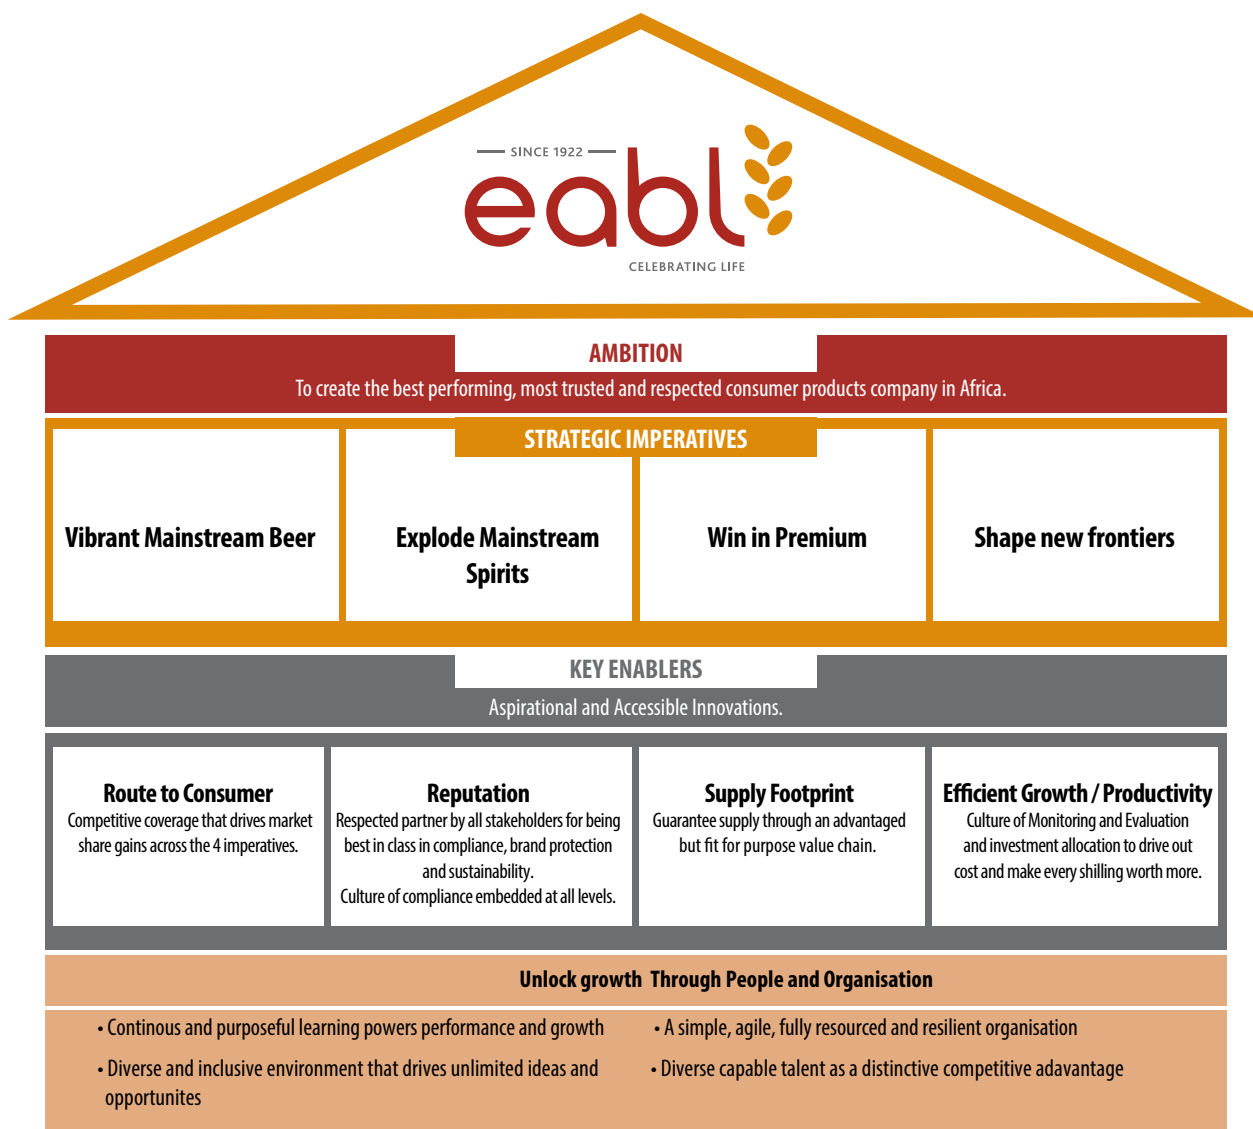 SINCE 1922
eabl
CELEBRATING LIFE
AMBITION
To create the best performing, most trusted and respected consumer products company in Africa.
STRATEGIC IMPERATIVES
Vibrant Mainstream Beer
Explode Mainstream
Spirits
Win in Premium
Shape new frontiers
KEY ENABLERS
Aspirational and Accessible Innovations.
Route to Consumer
Competitive coverage that drives market
share gains across the 4 imperatives.
Reputation
Respected partner by all stakeholders for being
best in class in compliance, brand protection
and sustainability.
Culture of compliance embedded at all levels.
Supply Footprint
Guarantee supply through an advantaged
but fit for purpose value chain.
Efficient Growth / Productivity
Culture of Monitoring and Evaluation
and investment allocation to drive out
cost and make every shilling worth more.
Unlock growth Through People and Organisation
• Continous and purposeful learning powers performance and growth
• Diverse and inclusive environment that drives unlimited ideas and
opportunites
• A simple, agile, fully resourced and resilient organisation
• Diverse capable talent as a distinctive competitive adavantage